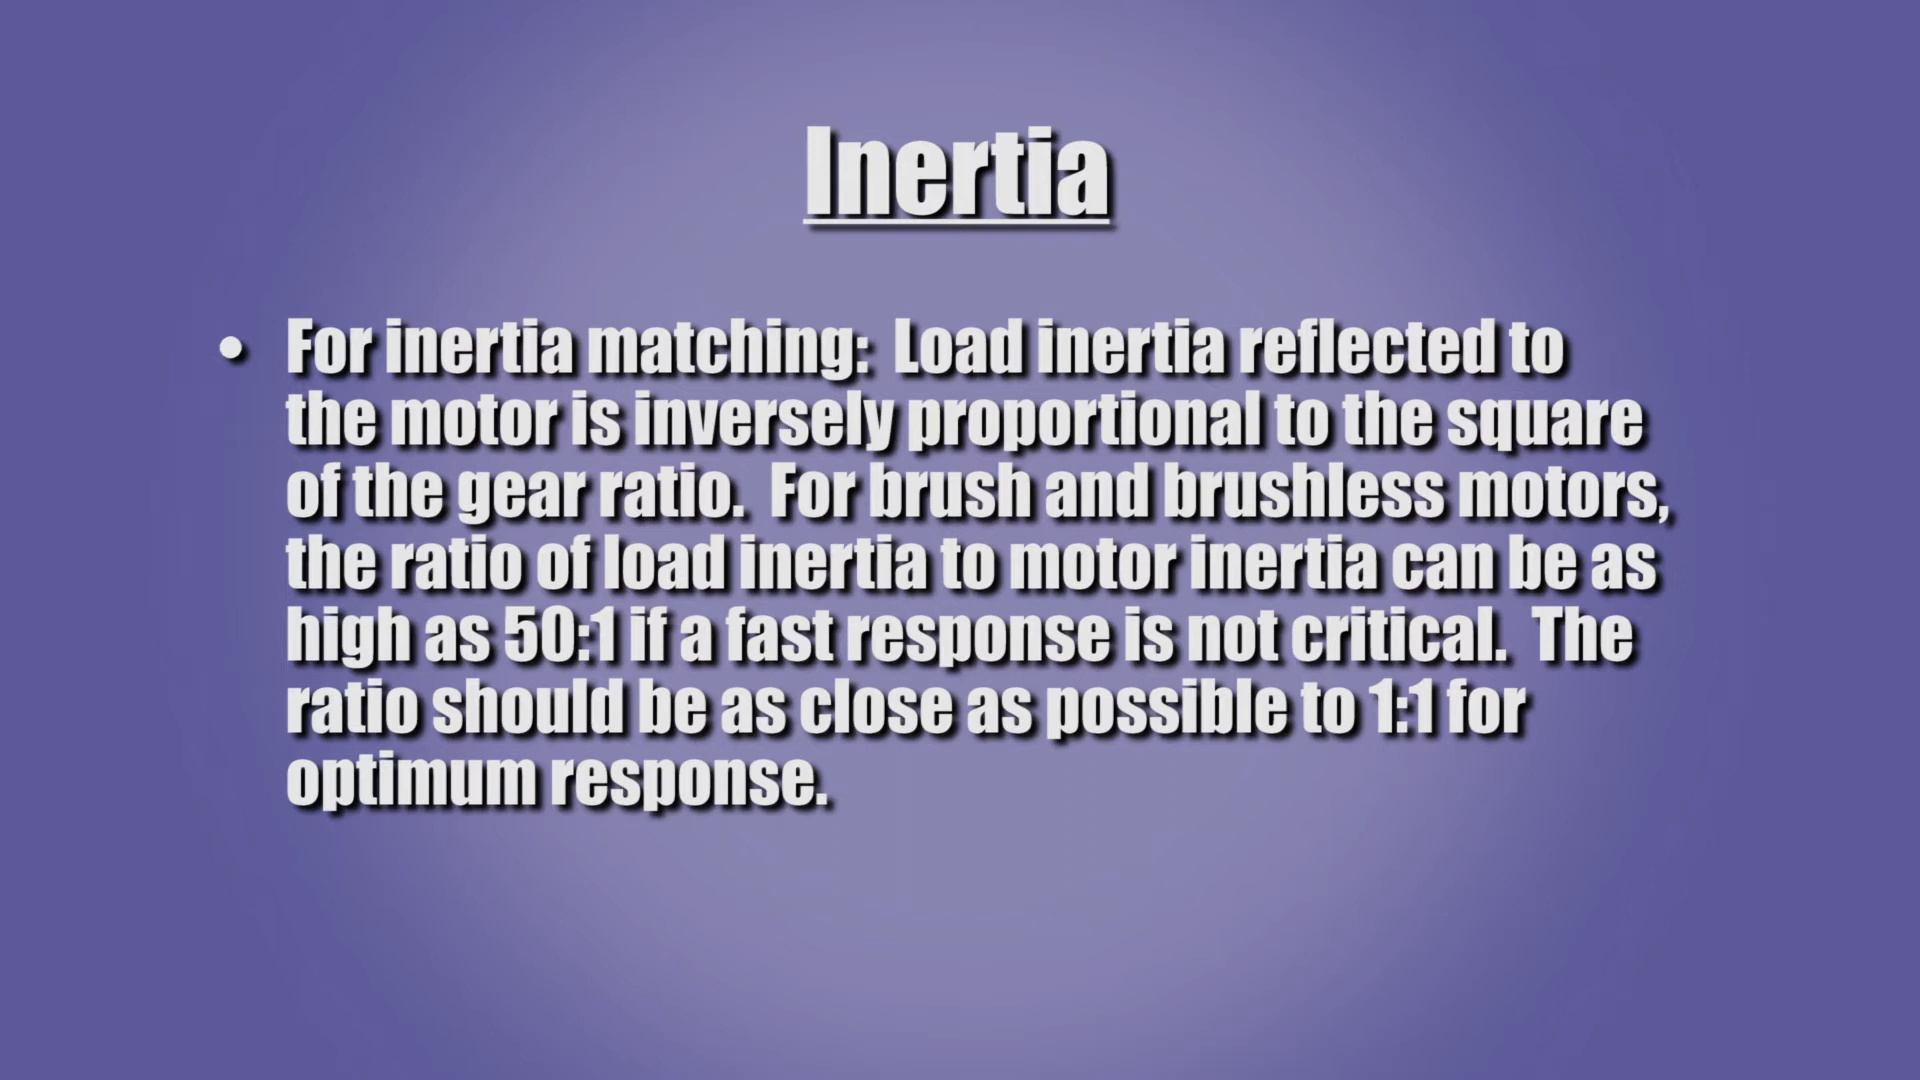 Inertia
• For inertia matching: Load inertia reflected to
the motor is inversely proportional to the square
of the gear ratio. For brush and brushless motors,
the ratio of load inertia to motor inertia can be as
high as 50:1 if a fast response is not critical. The
ratio should be as close as possible to 1:1 for
optimum response.